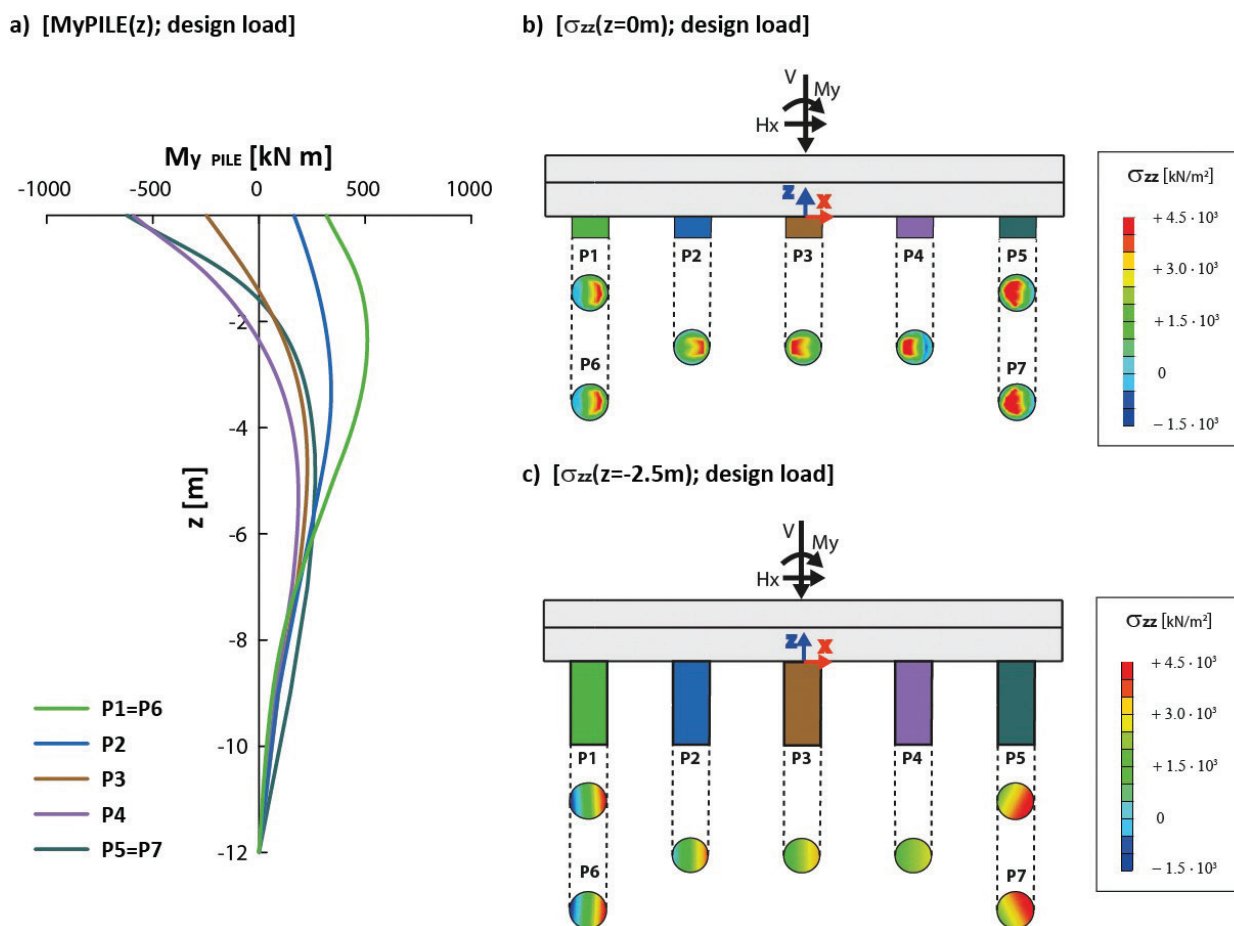 a) [MyPILE(z); design load]
My PILE [kN m]
-1000 -500 0 500 1000
-2
-4
-6
-8
-10
-12
z [m]
P1=P6
P2
P3
P4
P5=P7
b) [σzz(z=0m); design load]
V
My
Hx
z
x
P1 P2 P3 P4 P5
P6 P7
σzz [kN/m²]
+ 4.5 · 10³
+ 3.0 · 10³
+ 1.5 · 10³
0
− 1.5 · 10³
c) [σzz(z=-2.5m); design load]
V
My
Hx
z
x
P1 P2 P3 P4 P5
P6 P7
σzz [kN/m²]
+ 4.5 · 10³
+ 3.0 · 10³
+ 1.5 · 10³
0
− 1.5 · 10³